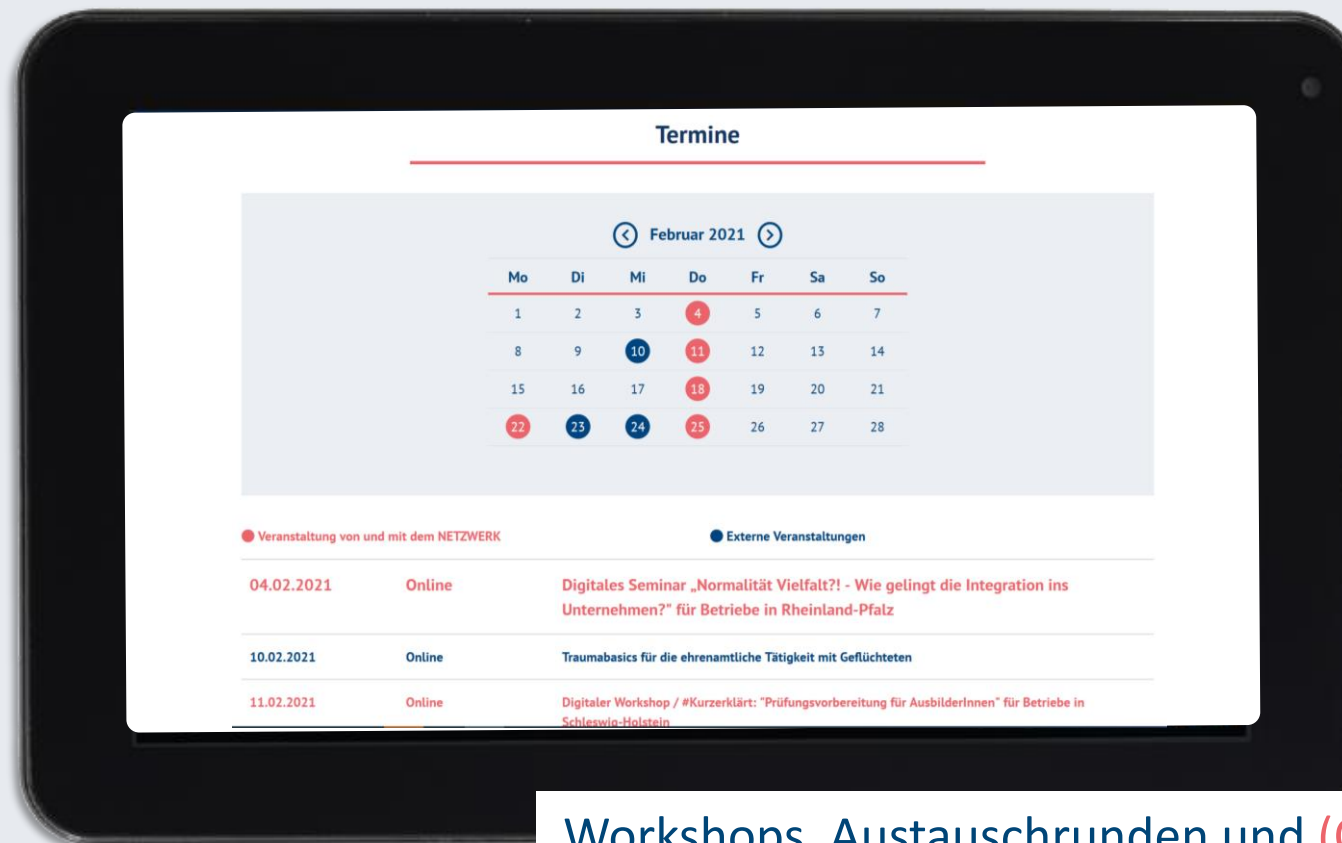 Termine
Februar 2021
Mo Di Mi Do Fr Sa So
1 2 3 4 5 6 7
8 9 10 11 12 13 14
15 16 17 18 19 20 21
22 23 24 25 26 27 28
Veranstaltung von und mit dem NETZWERK Externe Veranstaltungen
04.02.2021 Online Digitales Seminar „Normalität Vielfalt?! - Wie gelingt die Integration ins
Unternehmen?" für Betriebe in Rheinland-Pfalz
10.02.2021 Online Traumabasics für die ehrenamtliche Tätigkeit mit Geflüchteten
11.02.2021 Online Digitaler Workshop / #Kurzerklärt: "Prüfungsvorbereitung für AusbilderInnen" für Betriebe in
Schleswig-Holstein
Workshops, Austauschrunden und